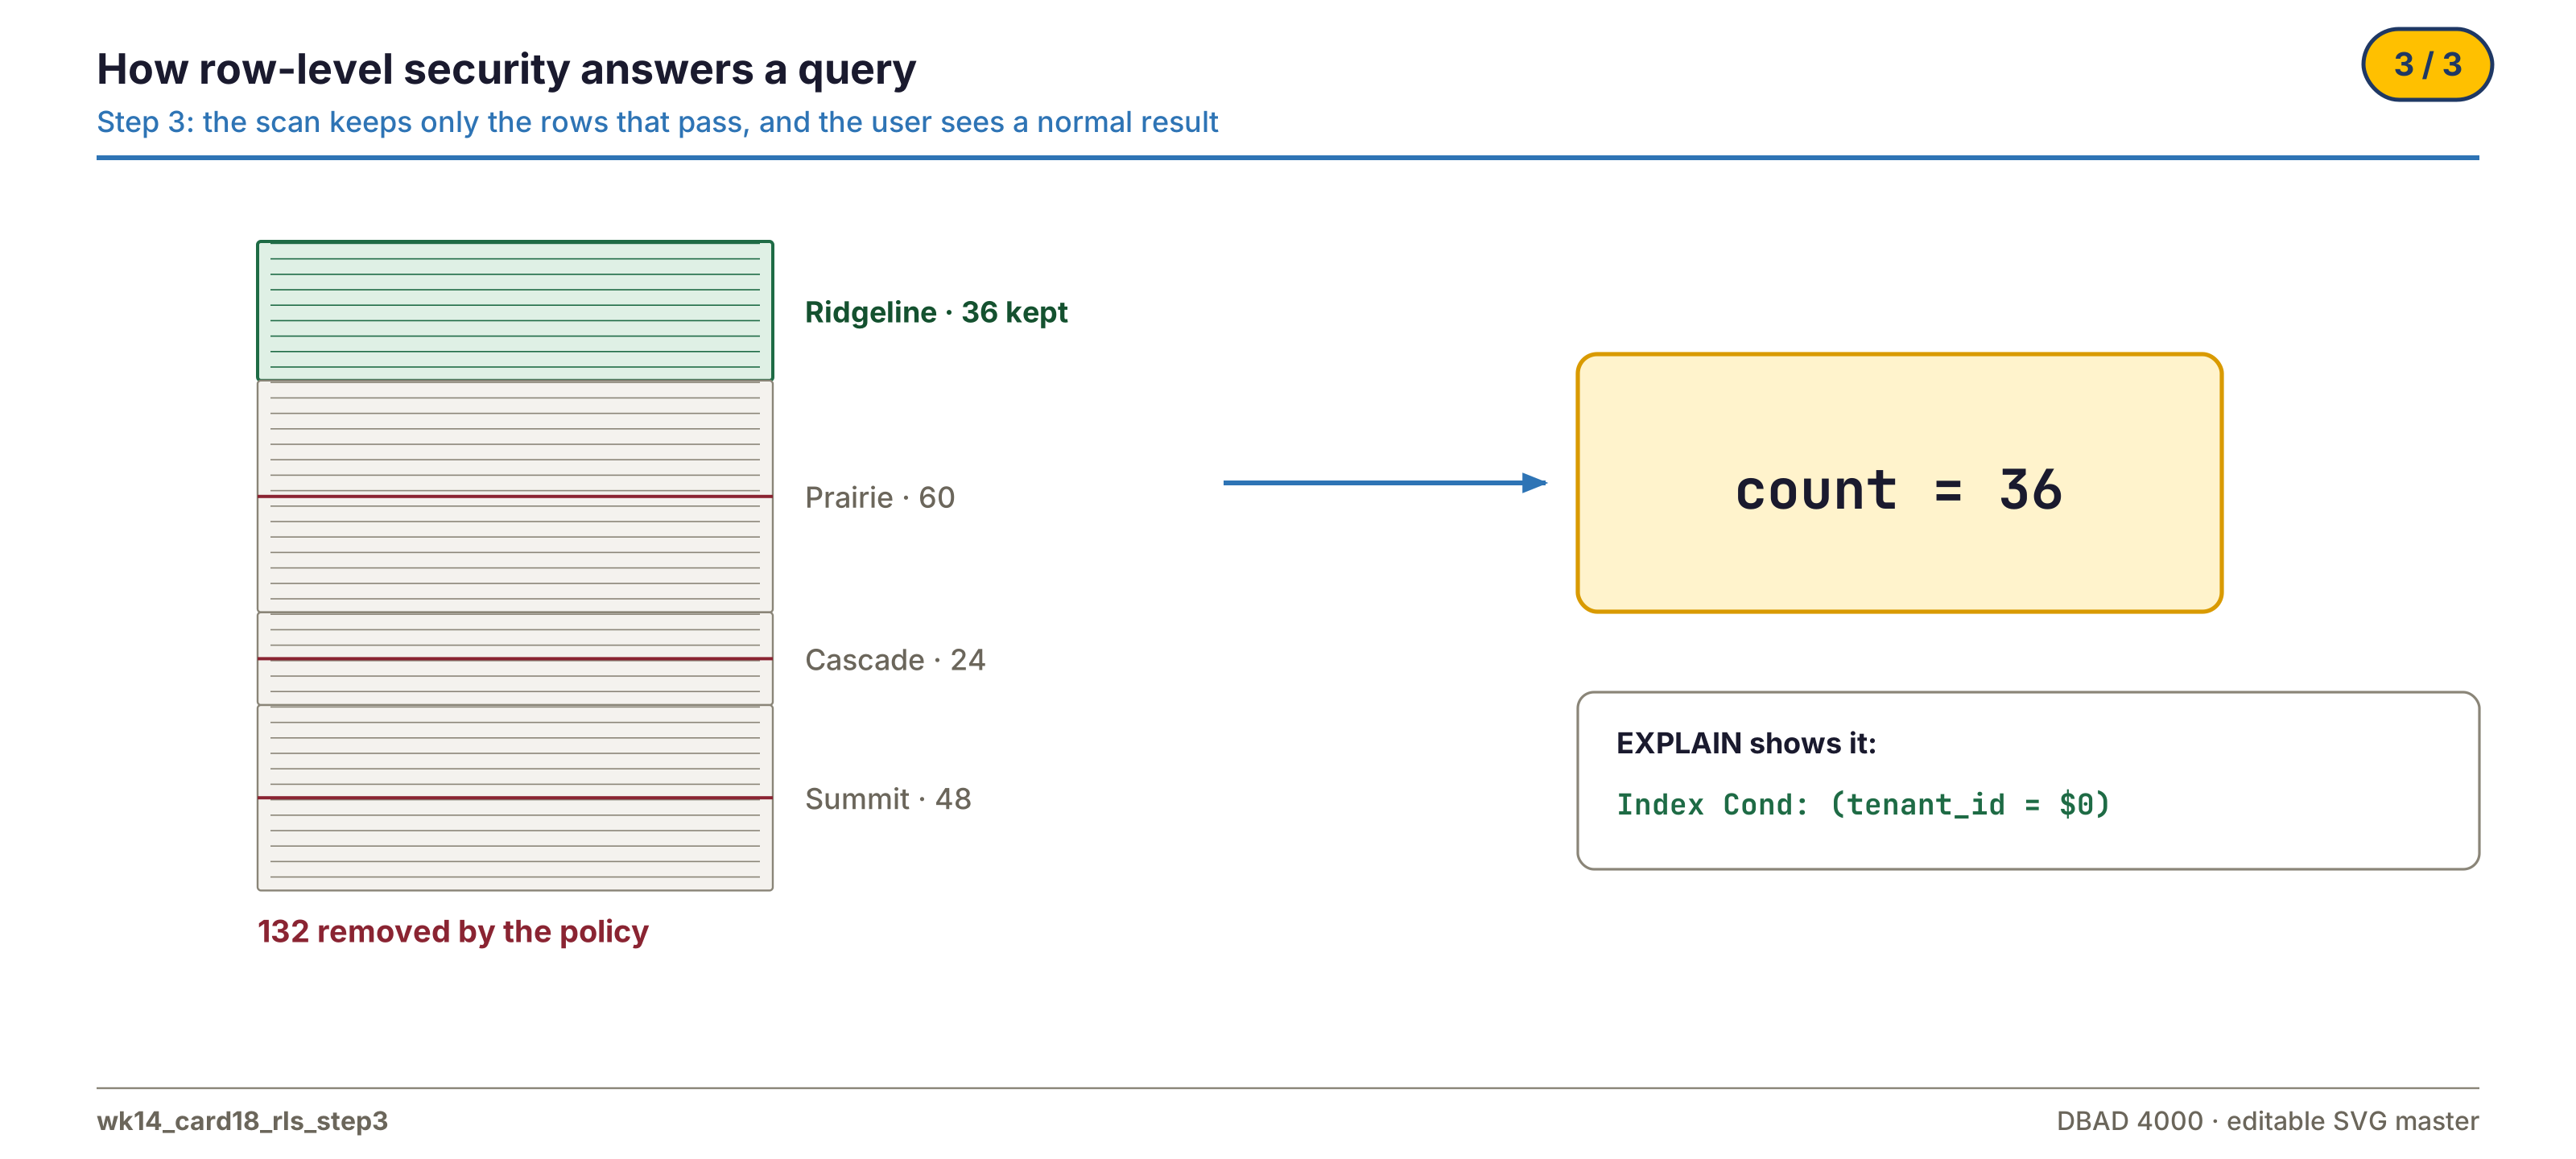 How row-level security answers a query
3 / 3
Step 3: the scan keeps only the rows that pass, and the user sees a normal result
Ridgeline · 36 kept
Prairie · 60
Cascade · 24
Summit · 48
132 removed by the policy
count = 36
EXPLAIN shows it:
Index Cond: (tenant_id = $0)
wk14_card18_rls_step3
DBAD 4000 · editable SVG master